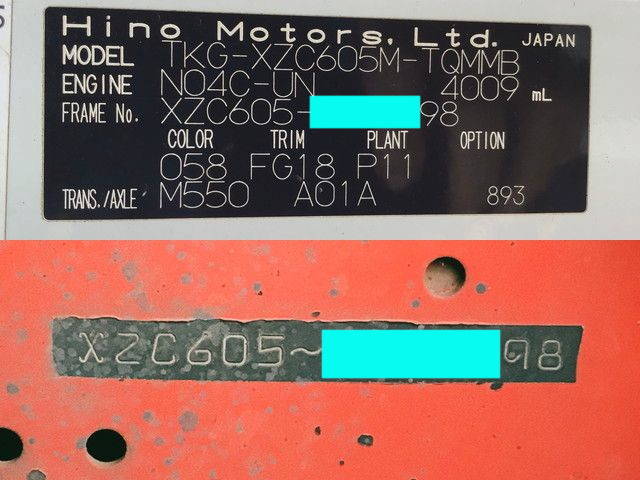 Hino Motors, Ltd. JAPAN
MODEL TKG-XZC605M-TQMMB
ENGINE N04C-UN 4009 mL
FRAME No. XZC605- 98
COLOR TRIM PLANT OPTION
058 FG18 P11
TRANS./AXLE M550 A01A 893
XZC605~ 98